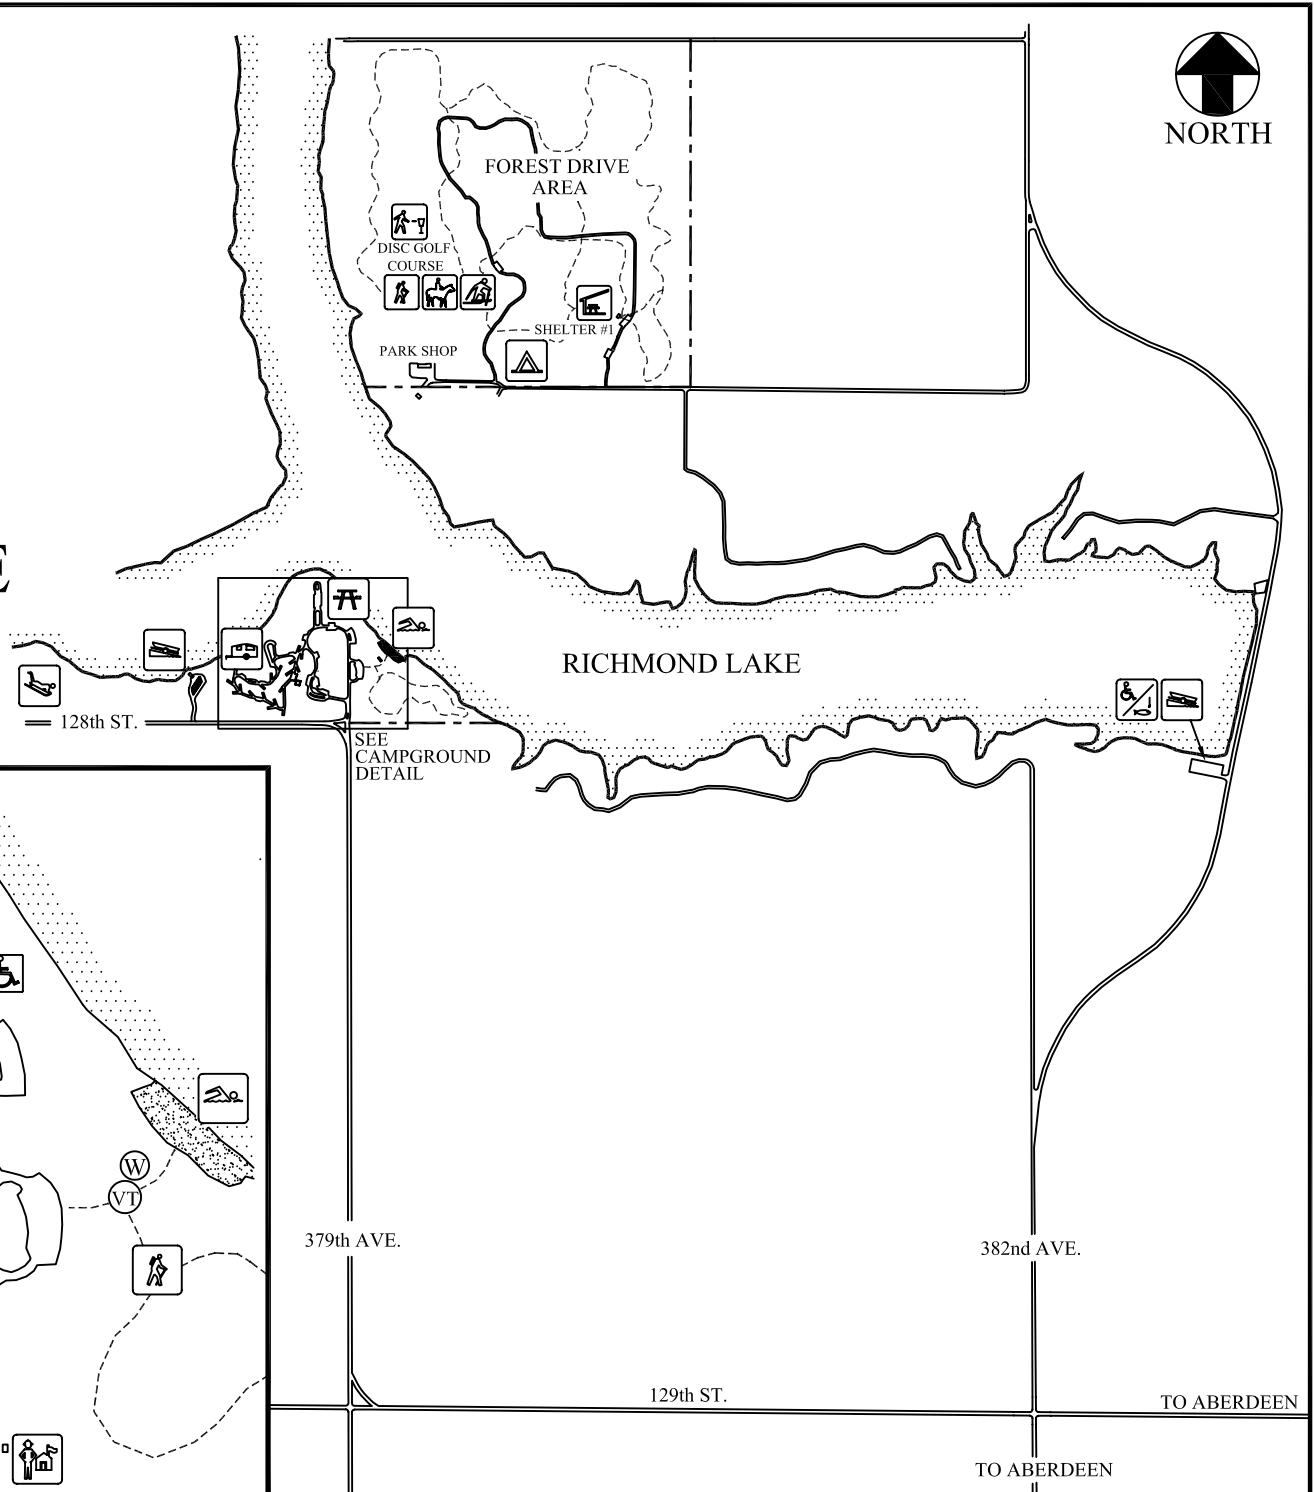 NORTH
FOREST DRIVE
AREA
DISC GOLF
COURSE
SHELTER #1
PARK SHOP
E
RICHMOND LAKE
128th ST.
SEE
CAMPGROUND
DETAIL
W
VT
379th AVE.
382nd AVE.
129th ST.
TO ABERDEEN
TO ABERDEEN